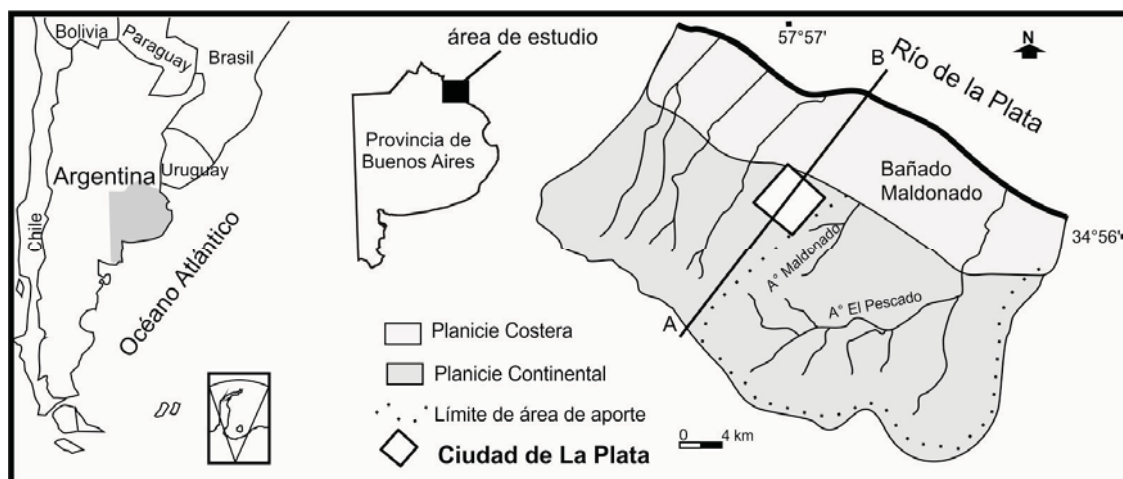 Bolivia
Paraguay
Brasil
Uruguay
Argentina
Chile
Océano Atlántico
área de estudio
Provincia de
Buenos Aires
Planicie Costera
Planicie Continental
Límite de área de aporte
Ciudad de La Plata
57°57'
N
B
Río de la Plata
Bañado
Maldonado
34°56'
A° Maldonado
A° El Pescado
A
0 4 km